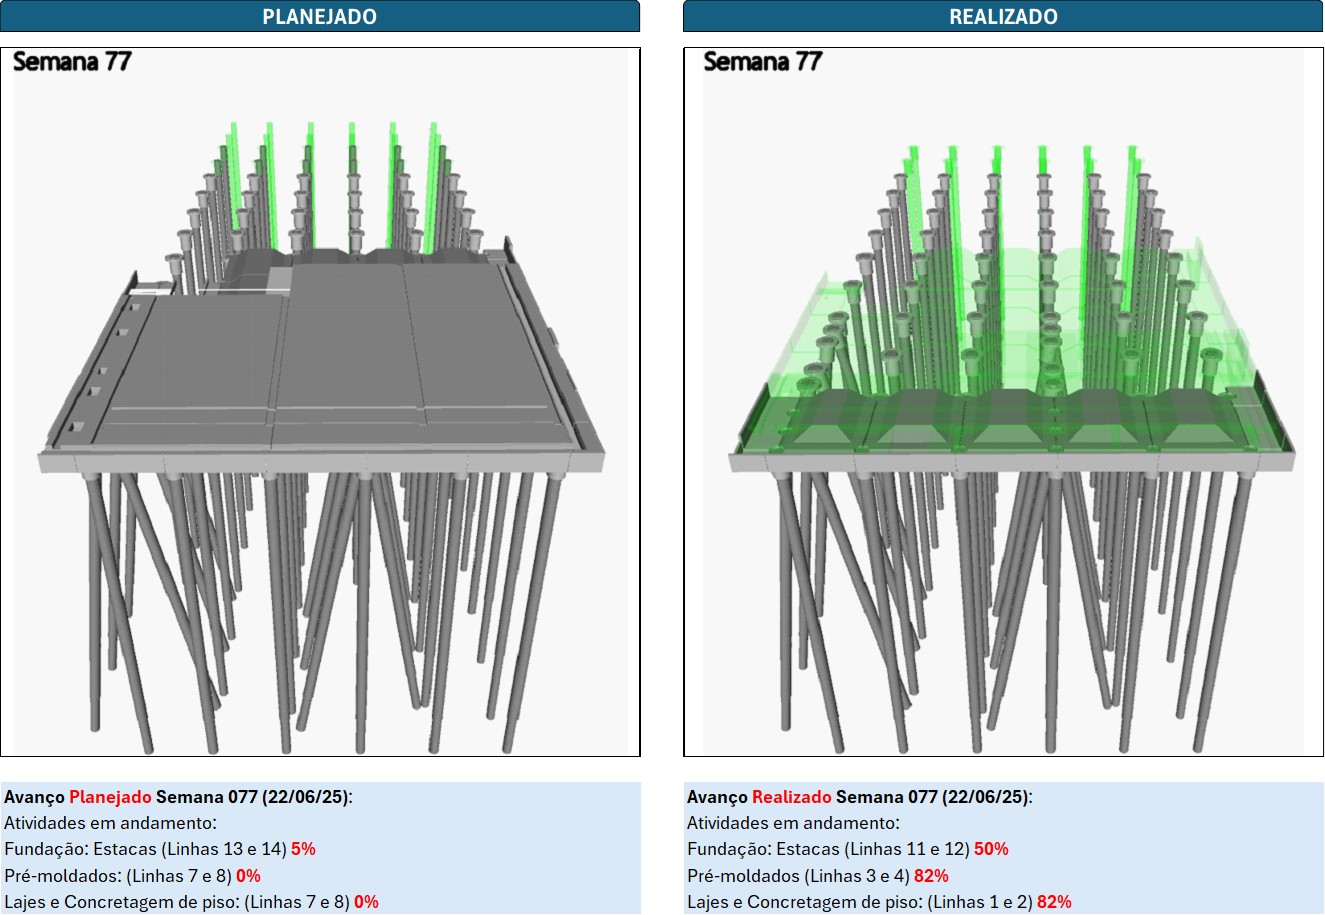 PLANEJADO
Semana 77
Avanço Planejado Semana 077 (22/06/25):
Atividades em andamento:
Fundação: Estacas (Linhas 13 e 14) 5%
Pré-moldados: (Linhas 7 e 8) 0%
Lajes e Concretagem de piso: (Linhas 7 e 8) 0%
REALIZADO
Semana 77
Avanço Realizado Semana 077 (22/06/25):
Atividades em andamento:
Fundação: Estacas (Linhas 11 e 12) 50%
Pré-moldados (Linhas 3 e 4) 82%
Lajes e Concretagem de piso: (Linhas 1 e 2) 82%